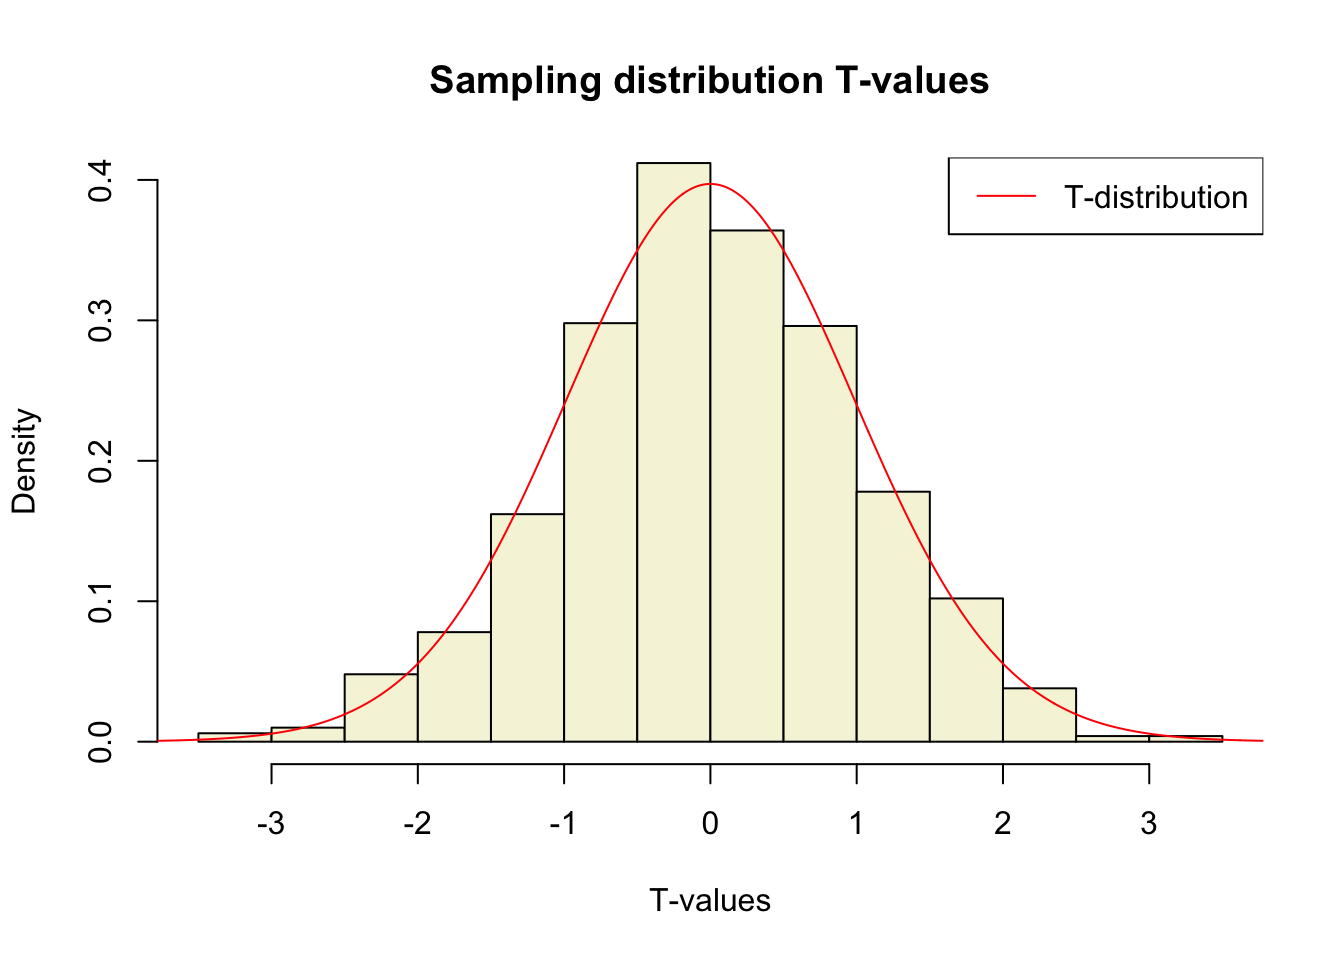 Sampling distribution T-values
T-distribution
Density
0.4
0.3
0.2
0.1
0.0
-3 -2 -1 0 1 2 3
T-values